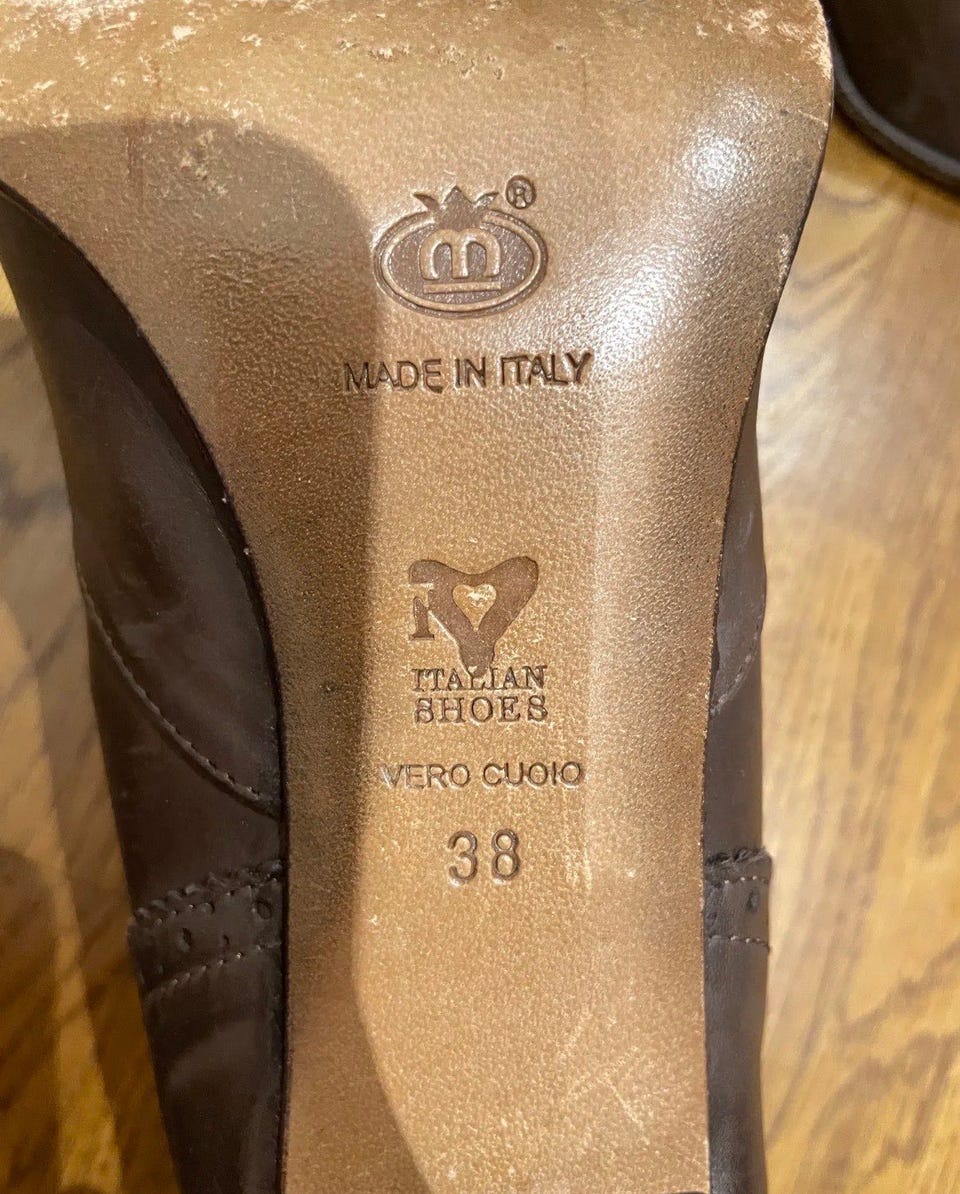 m®
MADE IN ITALY
I
ITALIAN
SHOES
VERO CUOIO
38